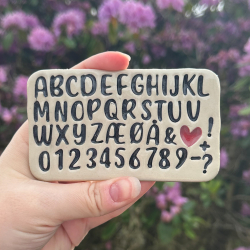 ABCDEFGHIJKL
MNOPQRSTUV
WXYZÆØÅ&❤!
0123456789-+?